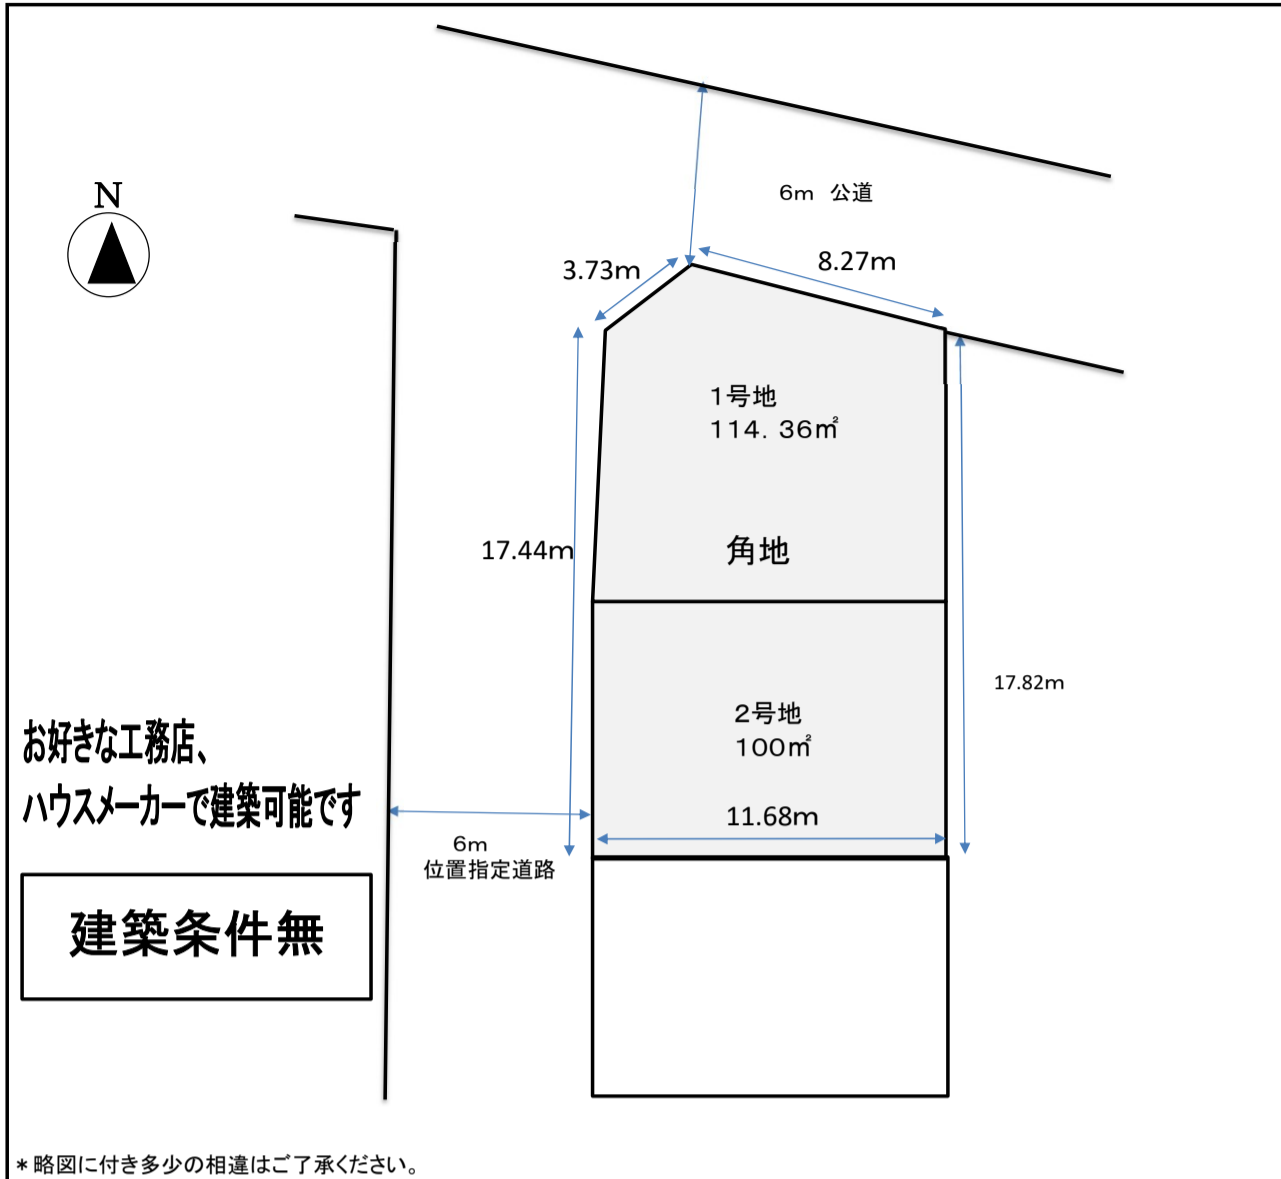 N
6m 公道
3.73m
8.27m
1号地
114.36㎡
17.44m
角地
17.82m
2号地
100㎡
お好きな工務店、
ハウスメーカーで建築可能です
11.68m
6m
位置指定道路
建築条件無
*略図に付き多少の相違はご了承ください。